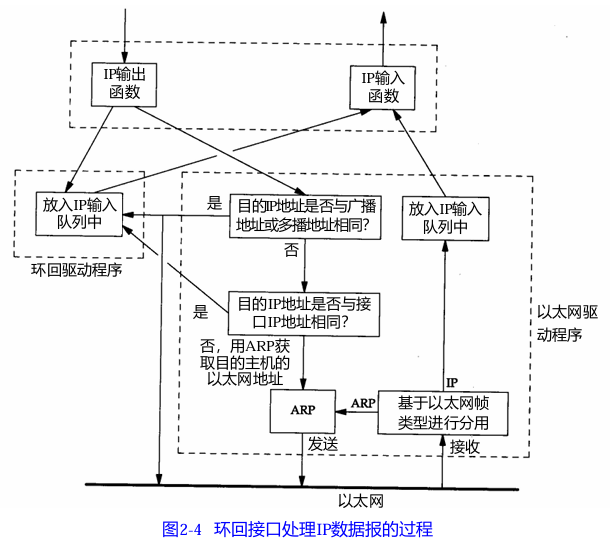 IP输出
函数
IP输入
函数
放入IP输入
队列中
环回驱动程序
是
目的IP地址是否与广播
地址或多播地址相同?
否
放入IP输入
队列中
是
目的IP地址是否与接
口IP地址相同?
以太网驱
动程序
否，用ARP获
取目的主机的
以太网地址
IP
ARP
ARP
基于以太网帧
类型进行分用
发送
接收
以太网
图2-4 环回接口处理IP数据报的过程